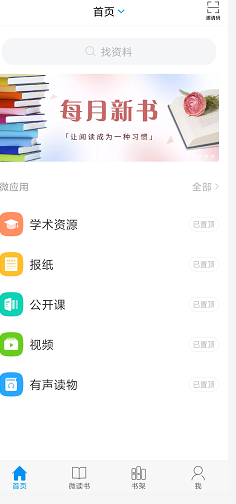 首页
邀请码
找资料
每月新书
「让阅读成为一种习惯」
微应用
全部
学术资源
已置顶
报纸
已置顶
公开课
已置顶
视频
已置顶
有声读物
已置顶
首页
微读书
书架
我